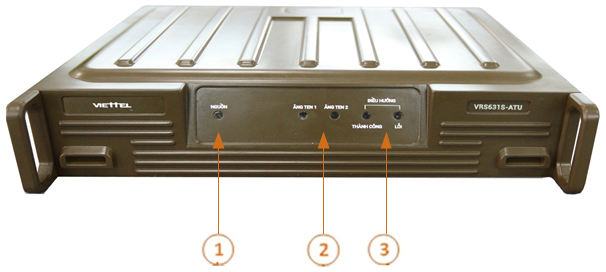 VIETTEL
NGUỒN
ĂNG TEN 1 ĂNG TEN 2
ĐIỀU HƯỚNG
THÀNH CÔNG LỖI
VRS631S-ATU
1 2 3